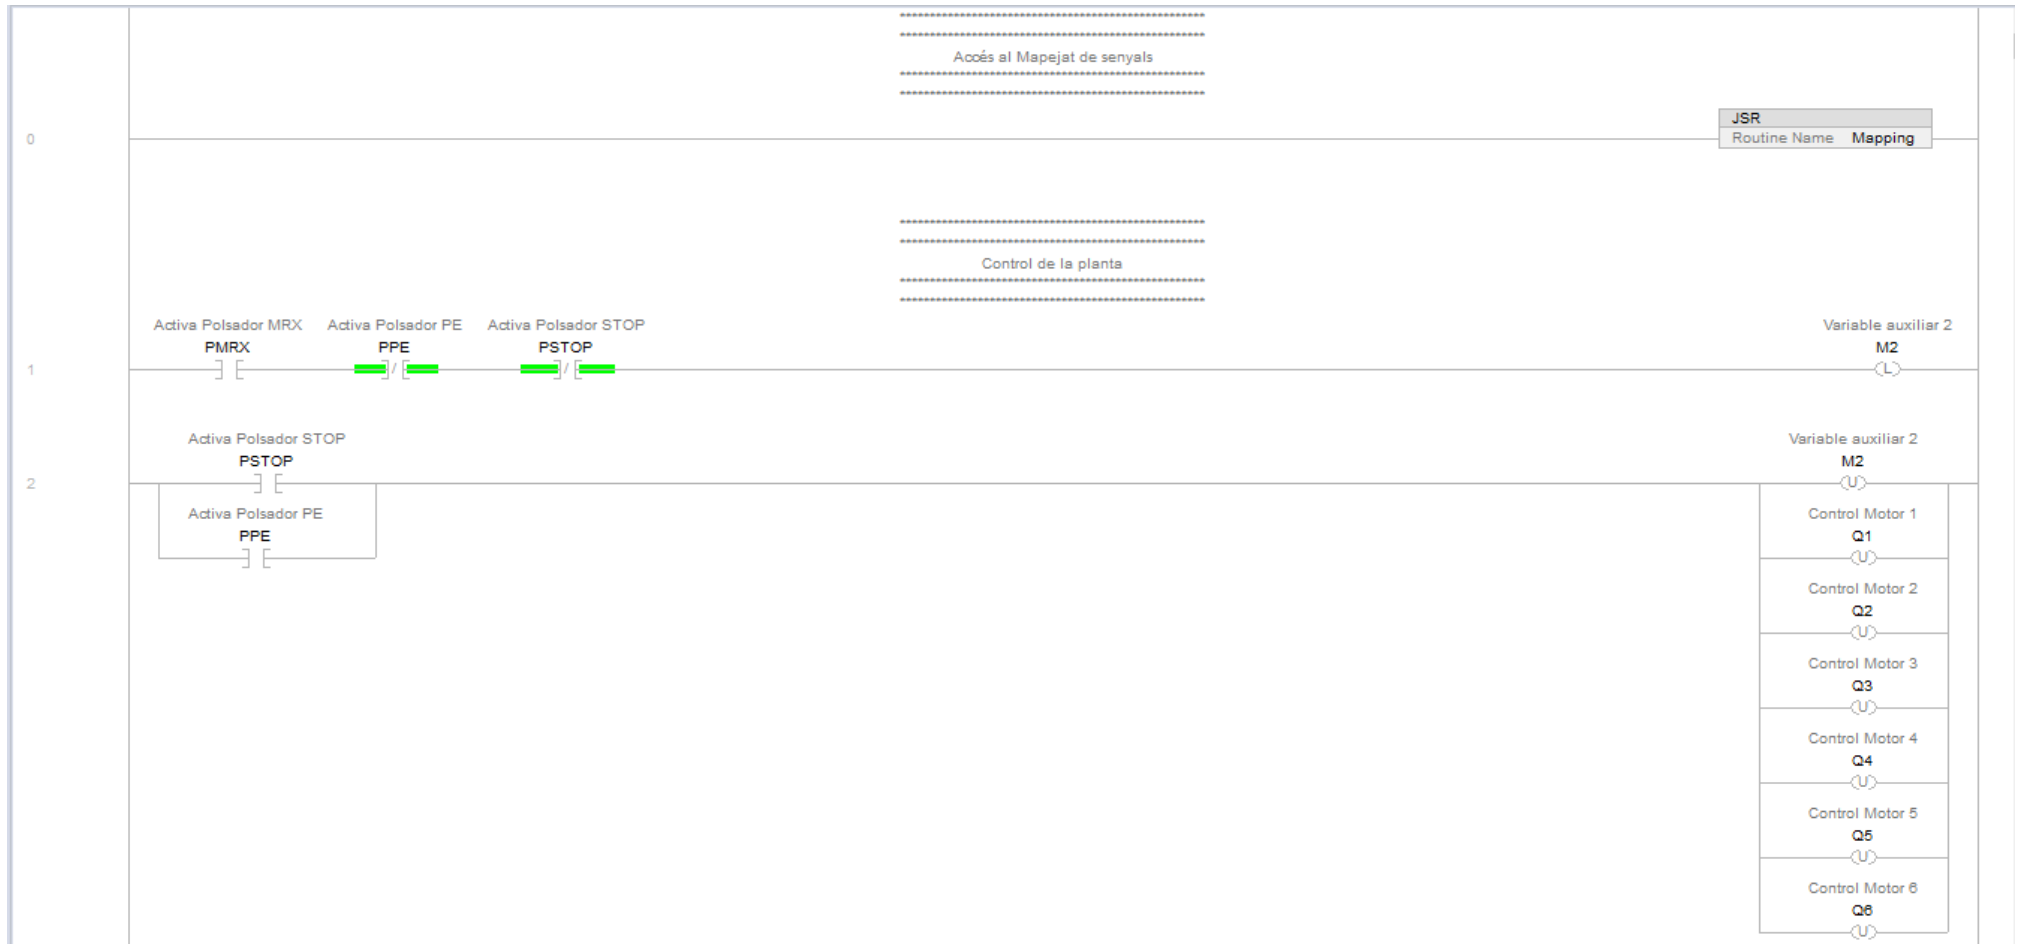 **************************************************
**************************************************
Accés al Mapejat de senyals
**************************************************
**************************************************
JSR
0
Routine Name Mapping
**************************************************
**************************************************
Control de la planta
**************************************************
**************************************************
Activa Polsador MRX Activa Polsador PE Activa Polsador STOP Variable auxiliar 2
PMRX PPE PSTOP M2
1 / / L
Activa Polsador STOP Variable auxiliar 2
PSTOP M2
2 U
Activa Polsador PE Control Motor 1
PPE Q1
U
Control Motor 2
Q2
U
Control Motor 3
Q3
U
Control Motor 4
Q4
U
Control Motor 5
Q5
U
Control Motor 6
Q6
U